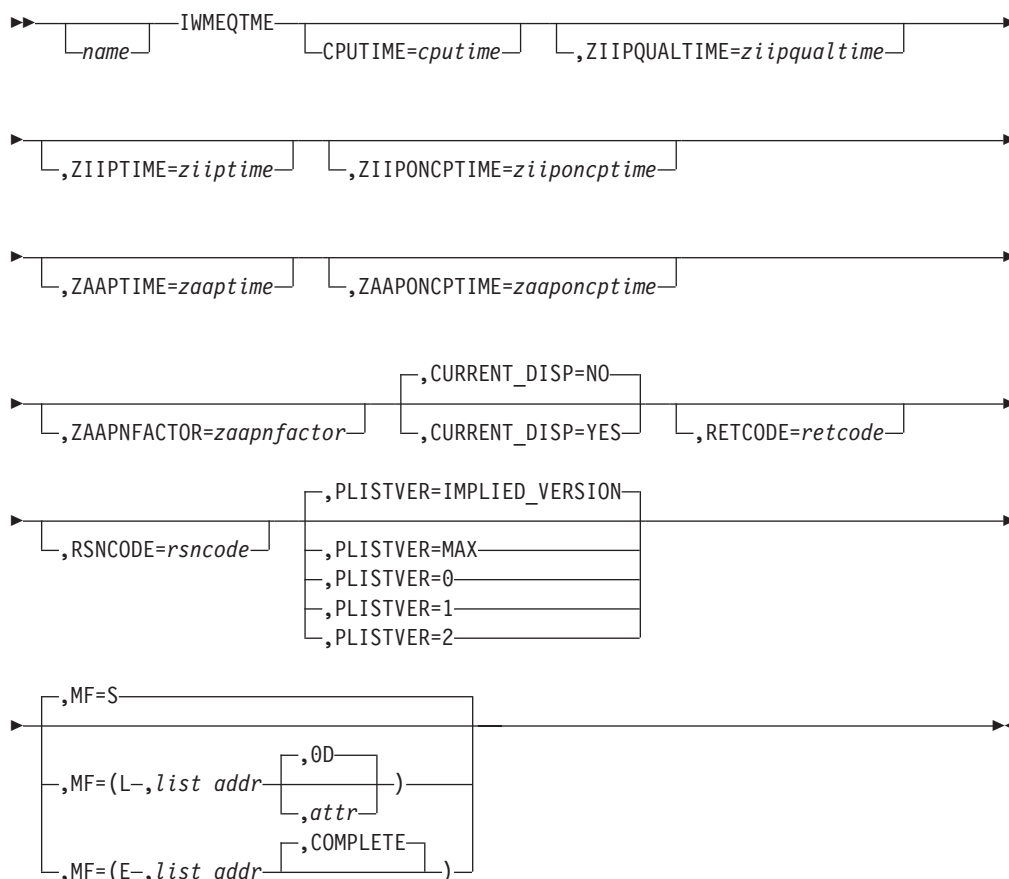 IWMEQTME
name CPUTIME=cputime ,ZIIPQUALTIME=ziipqualtime
,ZIIPTIME=ziiptime ,ZIIPONCPTIME=ziiponcptime
,ZAAPTIME=zaaptime ,ZAAPONCPTIME=zaaponcptime
,CURRENT_DISP=NO
,ZAAPNFACTOR=zaapnfactor ,CURRENT_DISP=YES ,RETCODE=retcode
,PLISTVER=IMPLIED_VERSION
,RSNCODE=rsncode ,PLISTVER=MAX
,PLISTVER=0
,PLISTVER=1
,PLISTVER=2
,MF=S
,0D
,MF=(L ,list addr )
,attr
,COMPLETE
,MF=(E ,list addr )